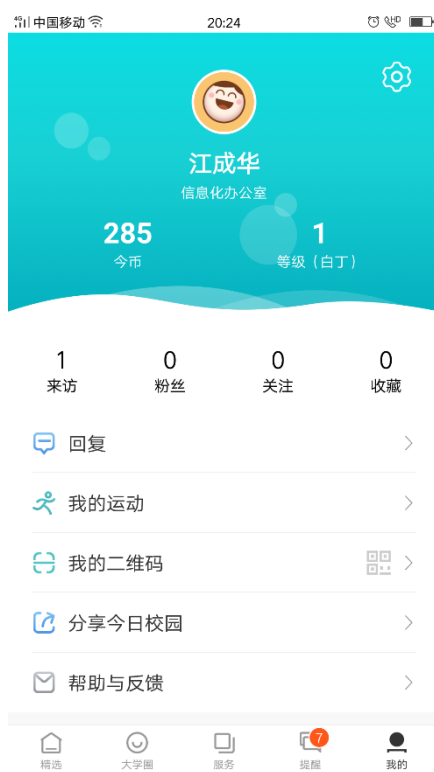 4G 中国移动 20:24
江成华
信息化办公室
285 1
今币 等级（白丁）
1 0 0 0
来访 粉丝 关注 收藏
回复
我的运动
我的二维码
分享今日校园
帮助与反馈
7
精选 大学圈 服务 提醒 我的